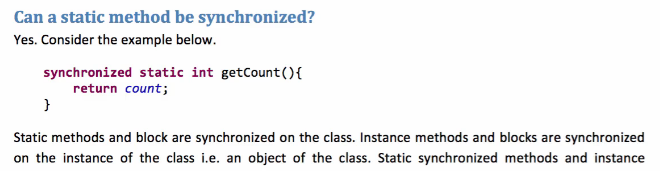 Can a static method be synchronized?
Yes. Consider the example below.
synchronized static int getCount(){
return count;
}
Static methods and block are synchronized on the class. Instance methods and blocks are synchronized
on the instance of the class i.e. an object of the class. Static synchronized methods and instance